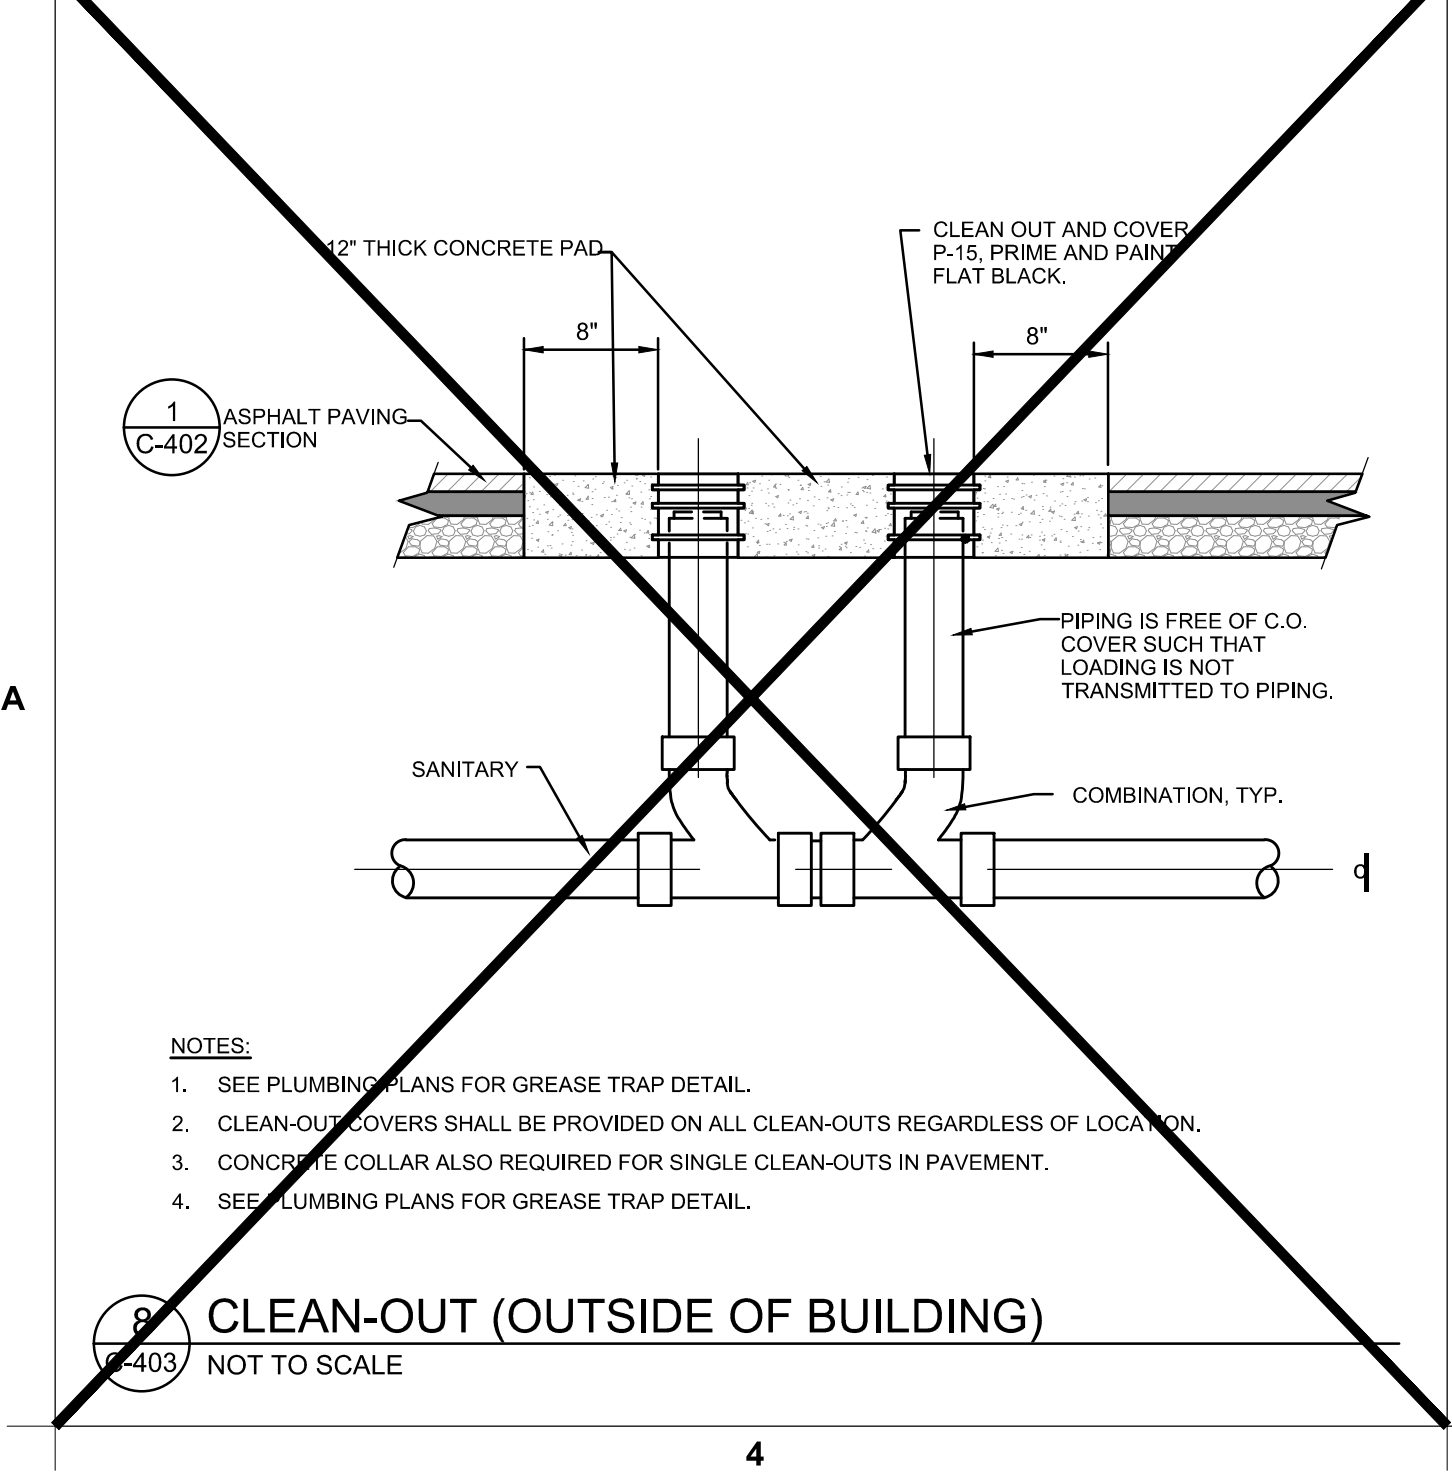 12" THICK CONCRETE PAD
CLEAN OUT AND COVER
P-15, PRIME AND PAINT
FLAT BLACK.
8"
8"
1
C-402
ASPHALT PAVING
SECTION
PIPING IS FREE OF C.O.
COVER SUCH THAT
LOADING IS NOT
TRANSMITTED TO PIPING.
A
SANITARY
COMBINATION, TYP.
NOTES:
1. SEE PLUMBING PLANS FOR GREASE TRAP DETAIL.
2. CLEAN-OUT COVERS SHALL BE PROVIDED ON ALL CLEAN-OUTS REGARDLESS OF LOCATION.
3. CONCRETE COLLAR ALSO REQUIRED FOR SINGLE CLEAN-OUTS IN PAVEMENT.
4. SEE PLUMBING PLANS FOR GREASE TRAP DETAIL.
8
C-403
CLEAN-OUT (OUTSIDE OF BUILDING)
NOT TO SCALE
4